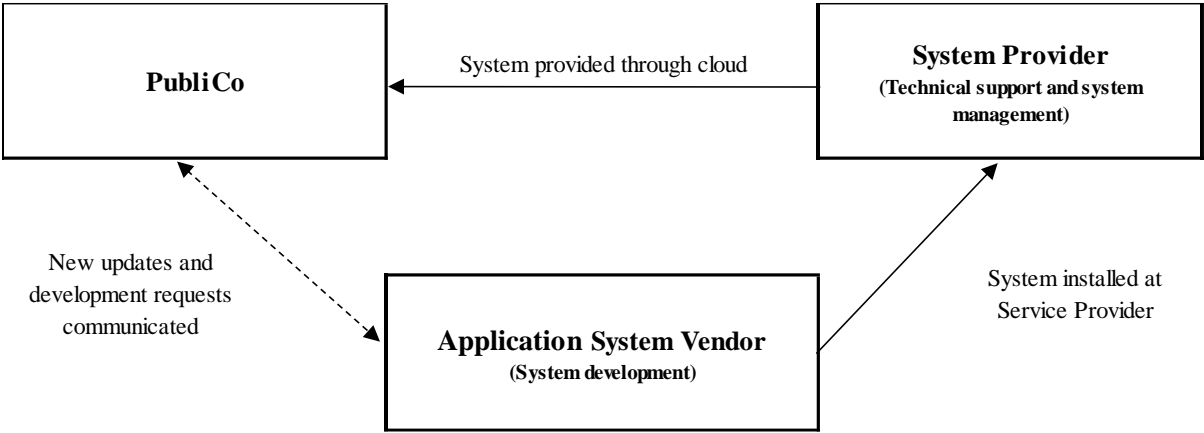 PubliCo
System provided through cloud
System Provider
(Technical support and system
management)
New updates and
development requests
communicated
Application System Vendor
(System development)
System installed at
Service Provider